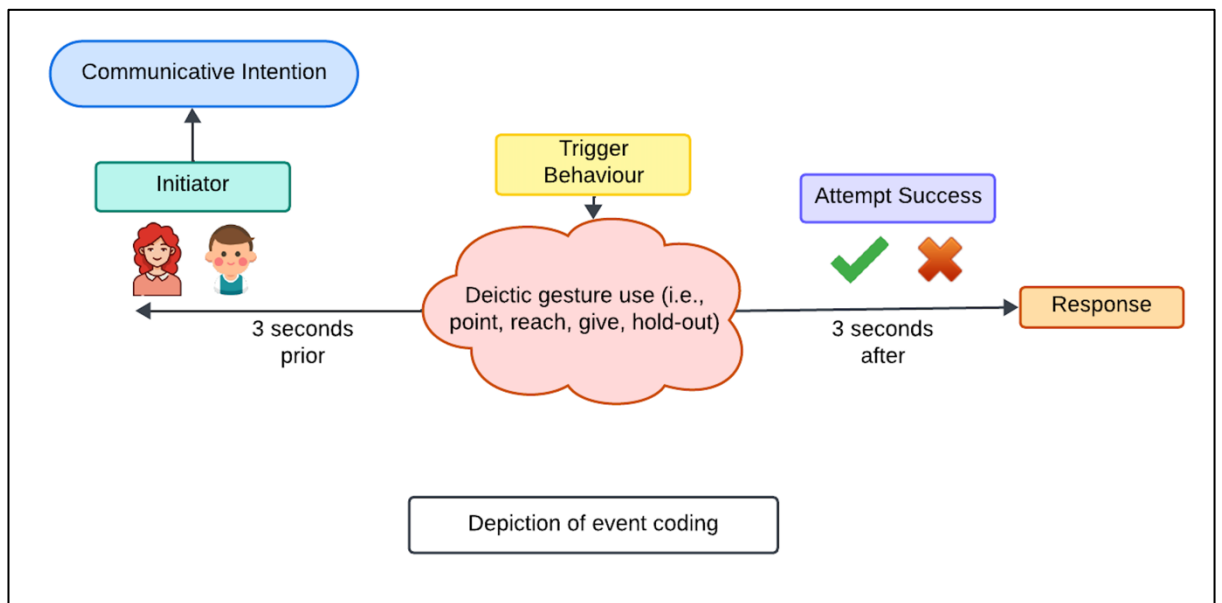 Communicative Intention
Initiator
Trigger
Behaviour
Attempt Success
Deictic gesture use (i.e.,
point, reach, give, hold-out)
Response
3 seconds
prior
3 seconds
after
Depiction of event coding